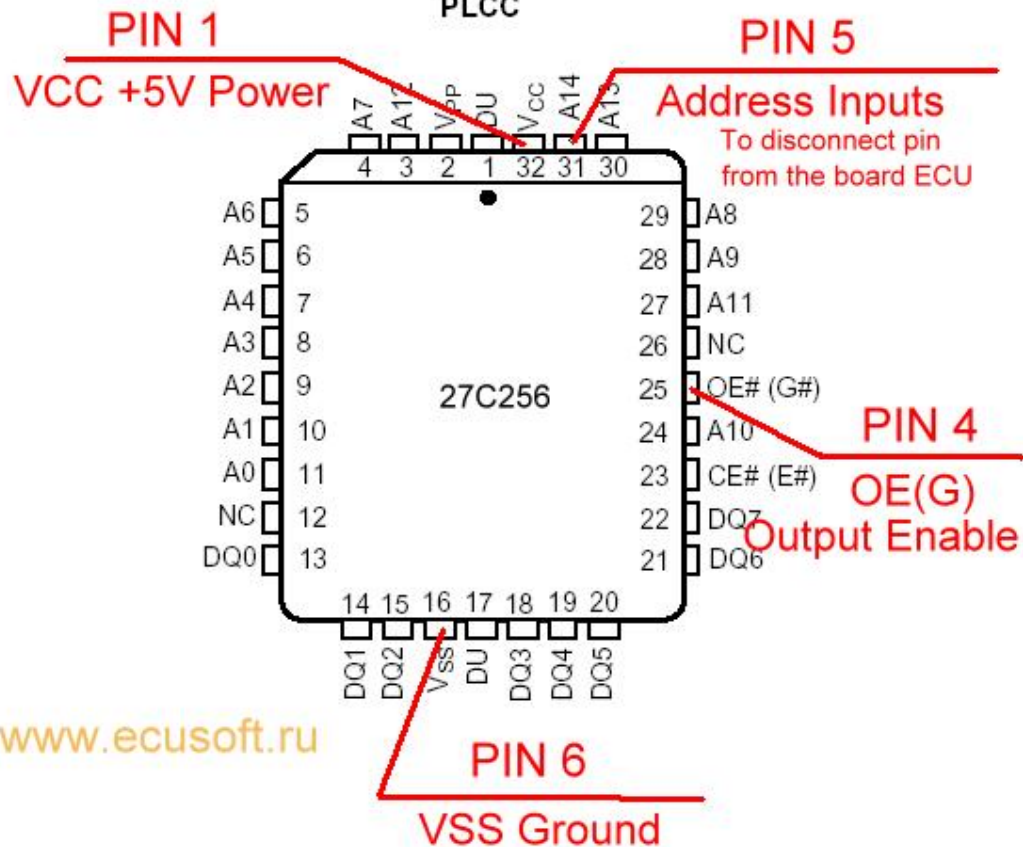 PLCC
PIN 1
VCC +5V Power
PIN 5
Address Inputs
To disconnect pin
from the board ECU
A7 A12 VPP DU VCC A14 A13
4 3 2 1 32 31 30
A6 5 29 A8
A5 6 28 A9
A4 7 27 A11
A3 8 26 NC
A2 9 27C256 25 OE# (G#)
A1 10 24 A10
A0 11 23 CE# (E#)
NC 12 22 DQ7
DQ0 13 21 DQ6
PIN 4
OE(G)
Output Enable
14 15 16 17 18 19 20
DQ1 DQ2 VSS DU DQ3 DQ4 DQ5
www.ecusoft.ru
PIN 6
VSS Ground